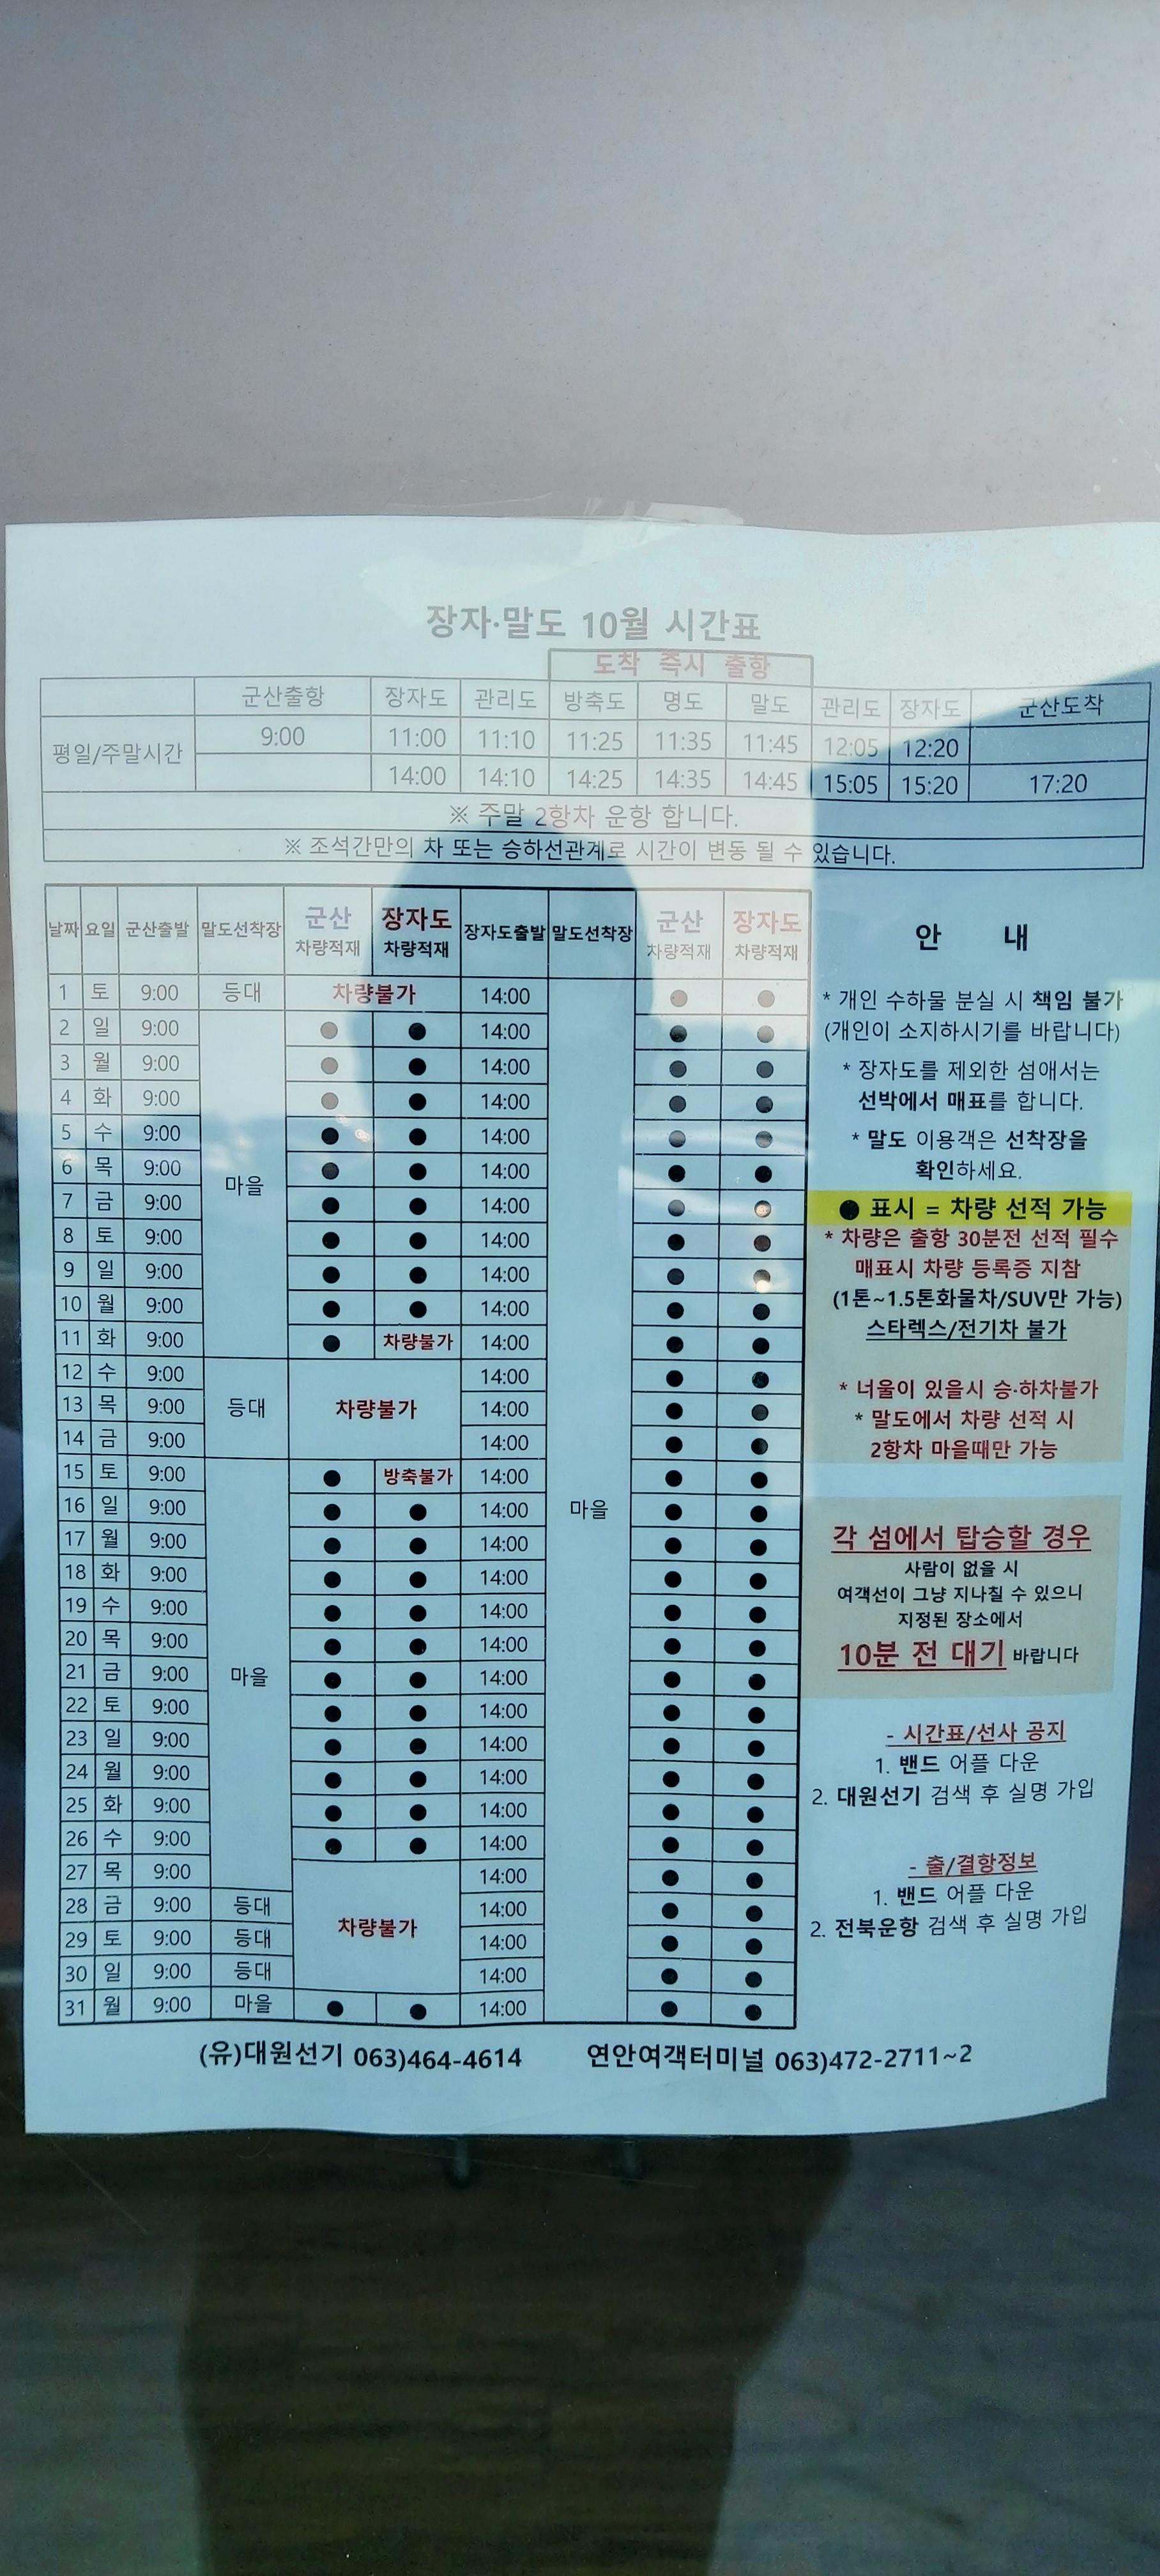 장자·말도 10월 시간표
도착 즉시 출항
군산출항 장자도 관리도 방축도 명도 말도 관리도 장자도 군산도착
평일/주말시간
9:00 11:00 11:10 11:25 11:35 11:45 12:05 12:20
14:00 14:10 14:25 14:35 14:45 15:05 15:20 17:20
※ 주말 2항차 운항 합니다.
※ 조석간만의 차 또는 승하선관계로 시간이 변동 될 수 있습니다.
날짜 요일 군산출발 말도선착장 군산 차량적재 장자도 차량적재 장자도출발 말도선착장 군산 차량적재 장자도 차량적재
1 토 9:00 등대 차량불가 14:00 ● ●
2 일 9:00 ● ● 14:00 ● ●
3 월 9:00 ● ● 14:00 ● ●
4 화 9:00 ● ● 14:00 ● ●
5 수 9:00 ● ● 14:00 ● ●
6 목 9:00 마을 ● ● 14:00 ● ●
7 금 9:00 ● ● 14:00 ● ●
8 토 9:00 ● ● 14:00 ● ●
9 일 9:00 ● ● 14:00 ● ●
10 월 9:00 ● ● 14:00 ● ●
11 화 9:00 ● 차량불가 14:00 ● ●
12 수 9:00 14:00 ● ●
13 목 9:00 등대 차량불가 14:00 ● ●
14 금 9:00 14:00 ● ●
15 토 9:00 ● 방축불가 14:00 ● ●
16 일 9:00 ● ● 14:00 마을 ● ●
17 월 9:00 ● ● 14:00 ● ●
18 화 9:00 ● ● 14:00 ● ●
19 수 9:00 ● ● 14:00 ● ●
20 목 9:00 ● ● 14:00 ● ●
21 금 9:00 마을 ● ● 14:00 ● ●
22 토 9:00 ● ● 14:00 ● ●
23 일 9:00 ● ● 14:00 ● ●
24 월 9:00 ● ● 14:00 ● ●
25 화 9:00 ● ● 14:00 ● ●
26 수 9:00 ● ● 14:00 ● ●
27 목 9:00 14:00 ● ●
28 금 9:00 등대 차량불가 14:00 ● ●
29 토 9:00 등대 14:00 ● ●
30 일 9:00 등대 14:00 ● ●
31 월 9:00 마을 ● ● 14:00 ● ●
안 내
* 개인 수하물 분실 시 책임 불가
(개인이 소지하시기를 바랍니다)
* 장자도를 제외한 섬애서는
선박에서 매표를 합니다.
* 말도 이용객은 선착장을
확인하세요.
● 표시 = 차량 선적 가능
* 차량은 출항 30분전 선적 필수
매표시 차량 등록증 지참
(1톤~1.5톤화물차/SUV만 가능)
스타렉스/전기차 불가
* 너울이 있을시 승·하차불가
* 말도에서 차량 선적 시
2항차 마을때만 가능
각 섬에서 탑승할 경우
사람이 없을 시
여객선이 그냥 지나칠 수 있으니
지정된 장소에서
10분 전 대기 바랍니다
- 시간표/선사 공지
1. 밴드 어플 다운
2. 대원선기 검색 후 실명 가입
- 출/결항정보
1. 밴드 어플 다운
2. 전북운항 검색 후 실명 가입
(유)대원선기 063)464-4614 연안여객터미널 063)472-2711~2